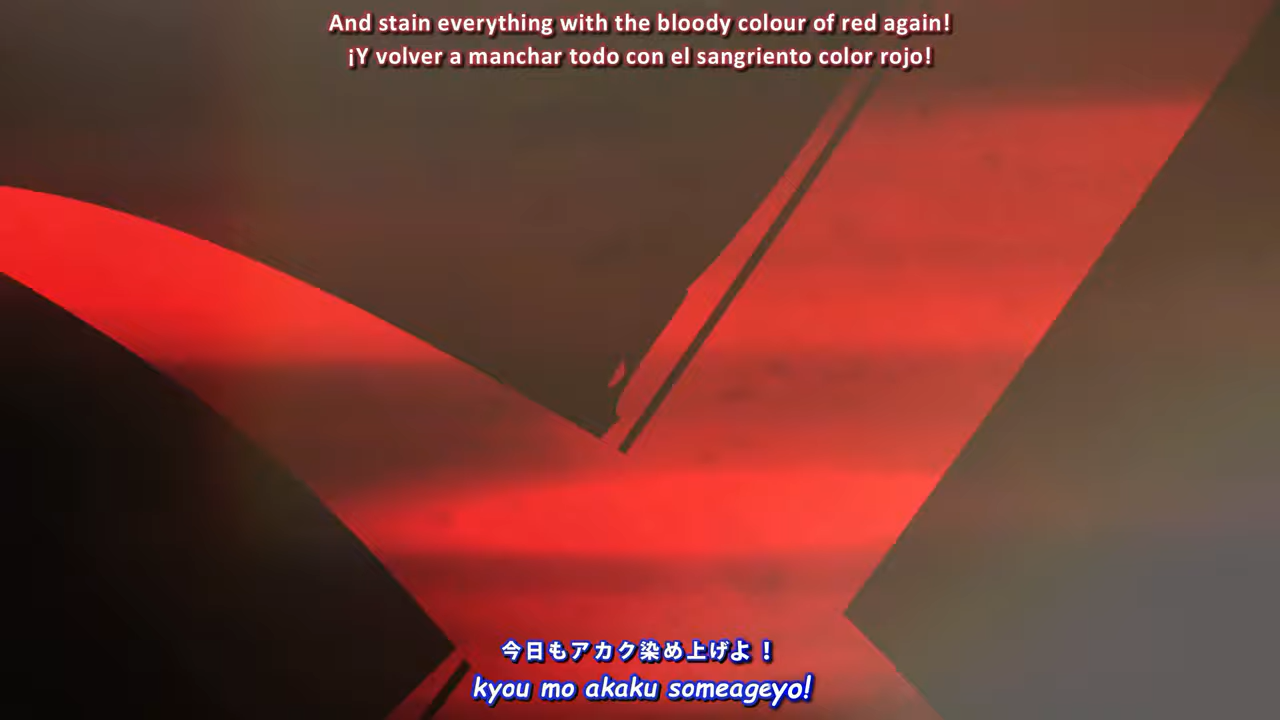 And stain everything with the bloody colour of red again!
¡Y volver a manchar todo con el sangriento color rojo!
今日もアカク染め上げよ！
kyou mo akaku someageyo!